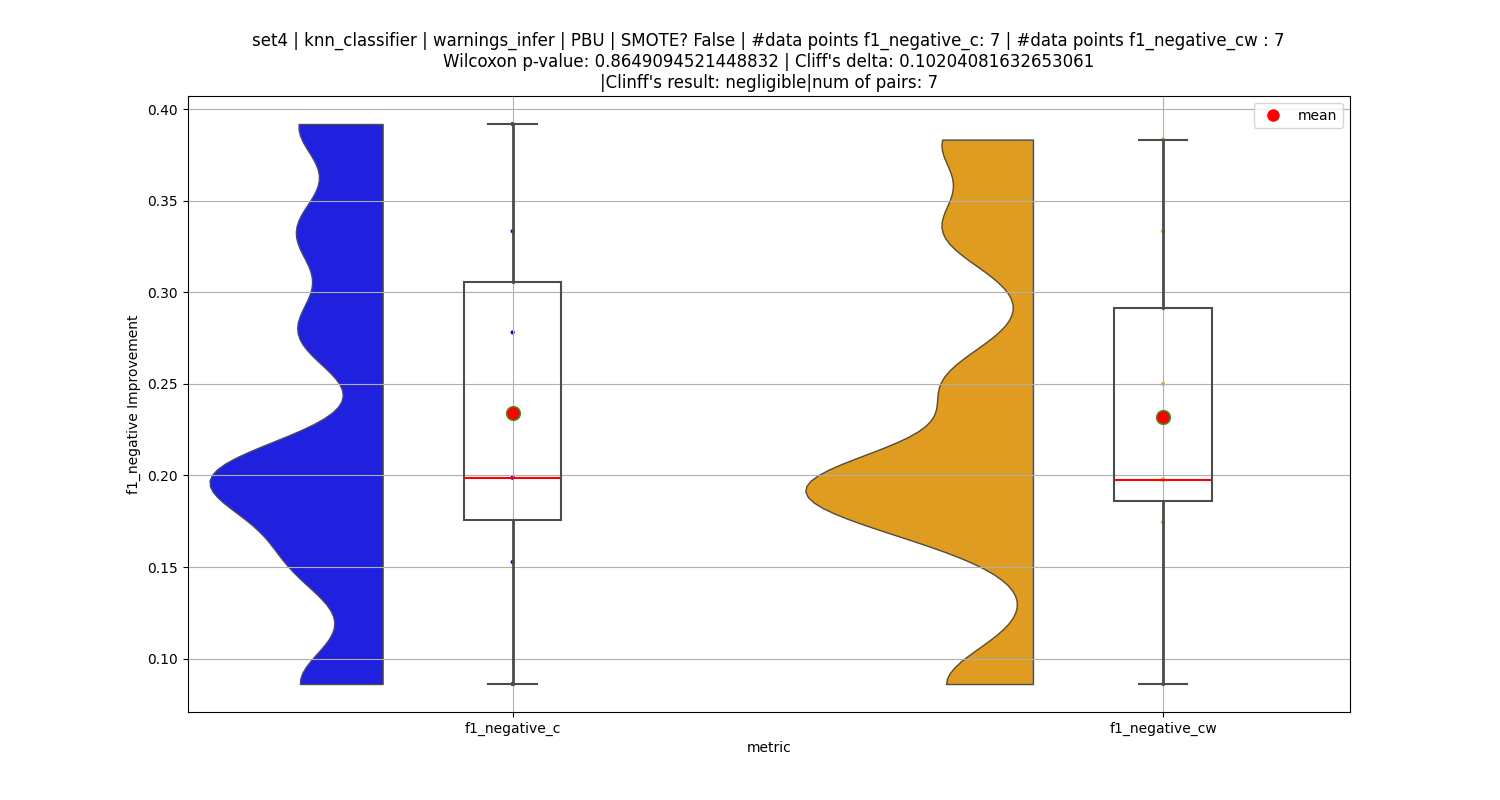 set4 | knn_classifier | warnings_infer | PBU | SMOTE? False | #data points f1_negative_c: 7 | #data points f1_negative_cw : 7
Wilcoxon p-value: 0.8649094521448832 | Cliff's delta: 0.10204081632653061
|Clinff's result: negligible|num of pairs: 7
mean
0.40
0.35
0.30
0.25
0.20
0.15
0.10
f1_negative Improvement
f1_negative_c
f1_negative_cw
metric